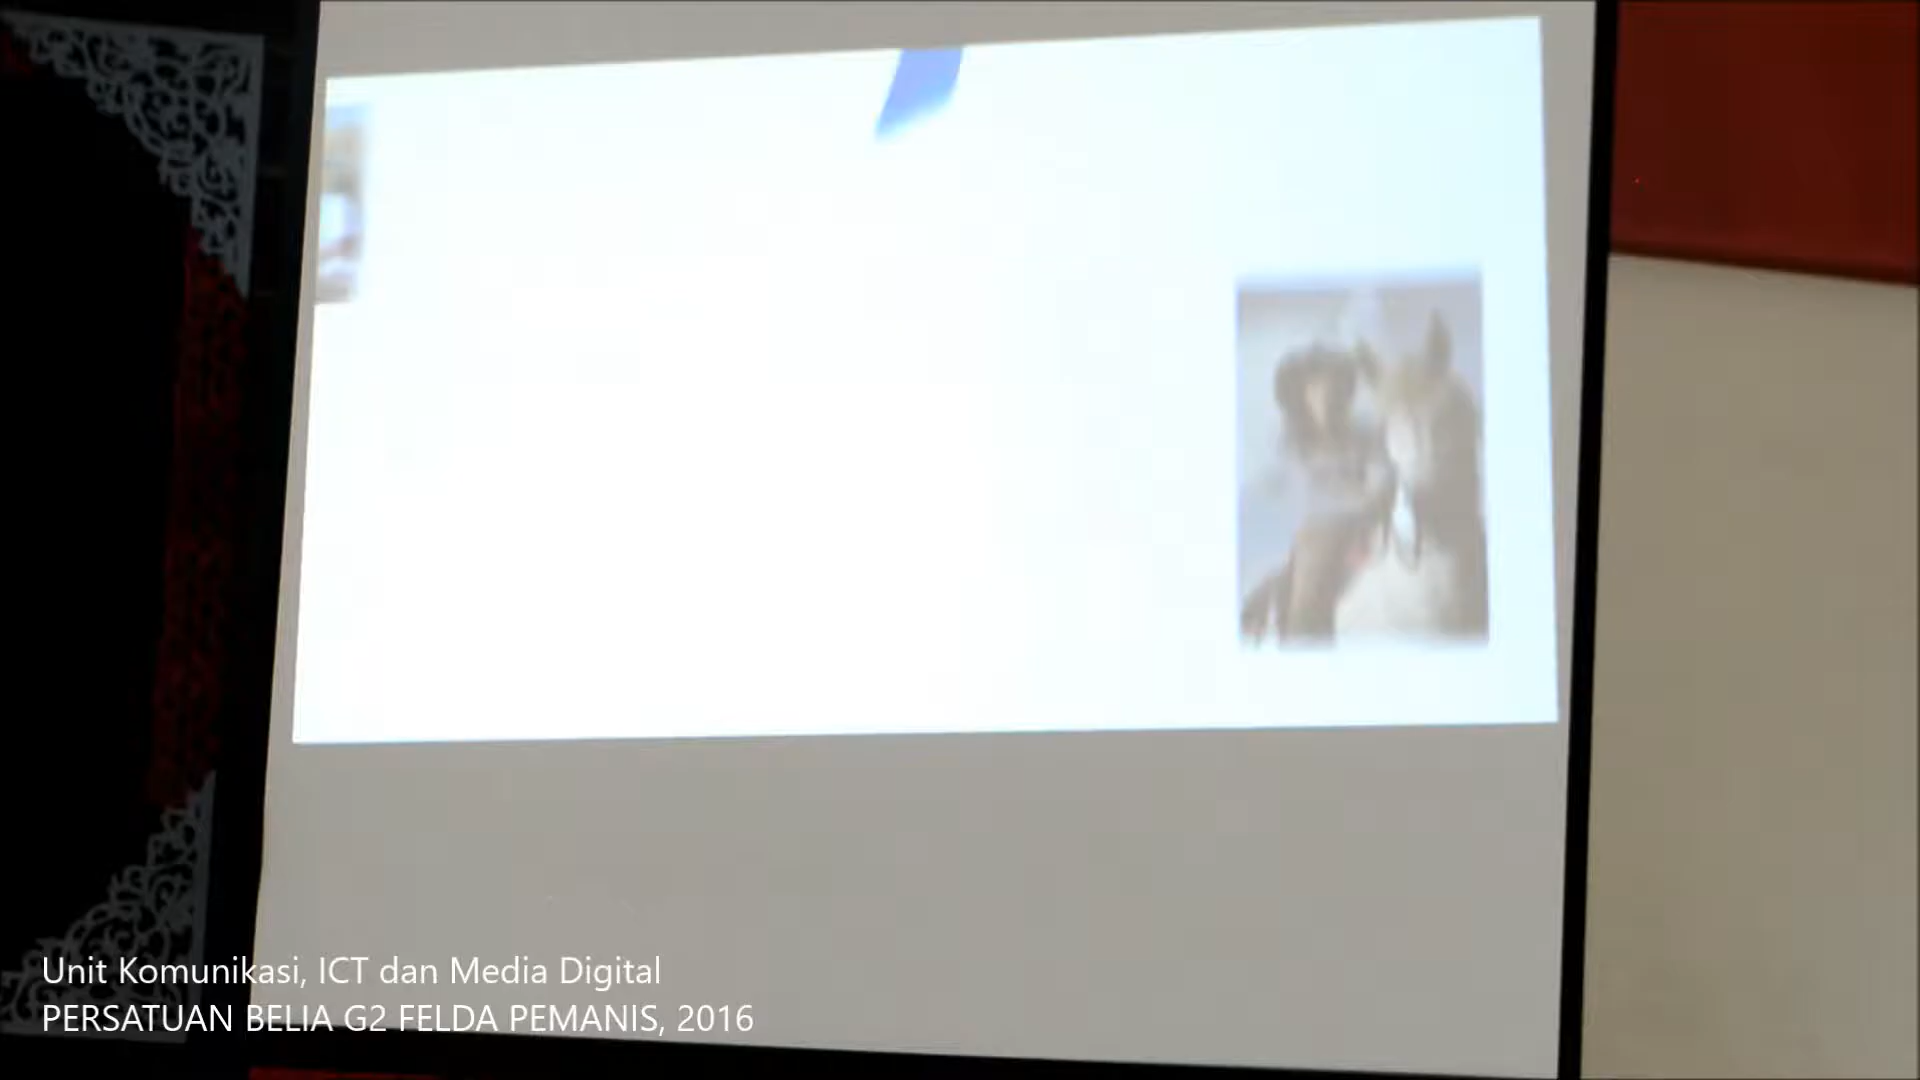 Unit Komunikasi, ICT dan Media Digital
PERSATUAN BELIA G2 FELDA PEMANIS, 2016